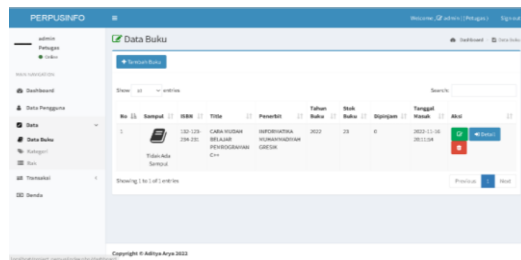 PERPUSINFO
Welcome, admin | (Petugas)
Sign out
admin
Petugas
Online
MAIN NAVIGATION
Dashboard
Data Pengguna
Data
Data Buku
Kategori
Rak
Transaksi
Denda
Data Buku
Dashboard
Data Buku
Tambah Buku
Show 10 entries
Search:
No Sampul ISBN Title Penerbit Tahun Buku Stok Buku Dipinjam Tanggal Masuk Aksi
1
Tidak Ada Sampul
CARA MUDAH BELAJAR PEMROGRAMAN C++
INFORMATIKA MUHAMMADIYAH GRESIK
2022
23
0
Detail
Showing 1 to 1 of 1 entries
Previous 1 Next
Copyright © Aditya Arya 2022